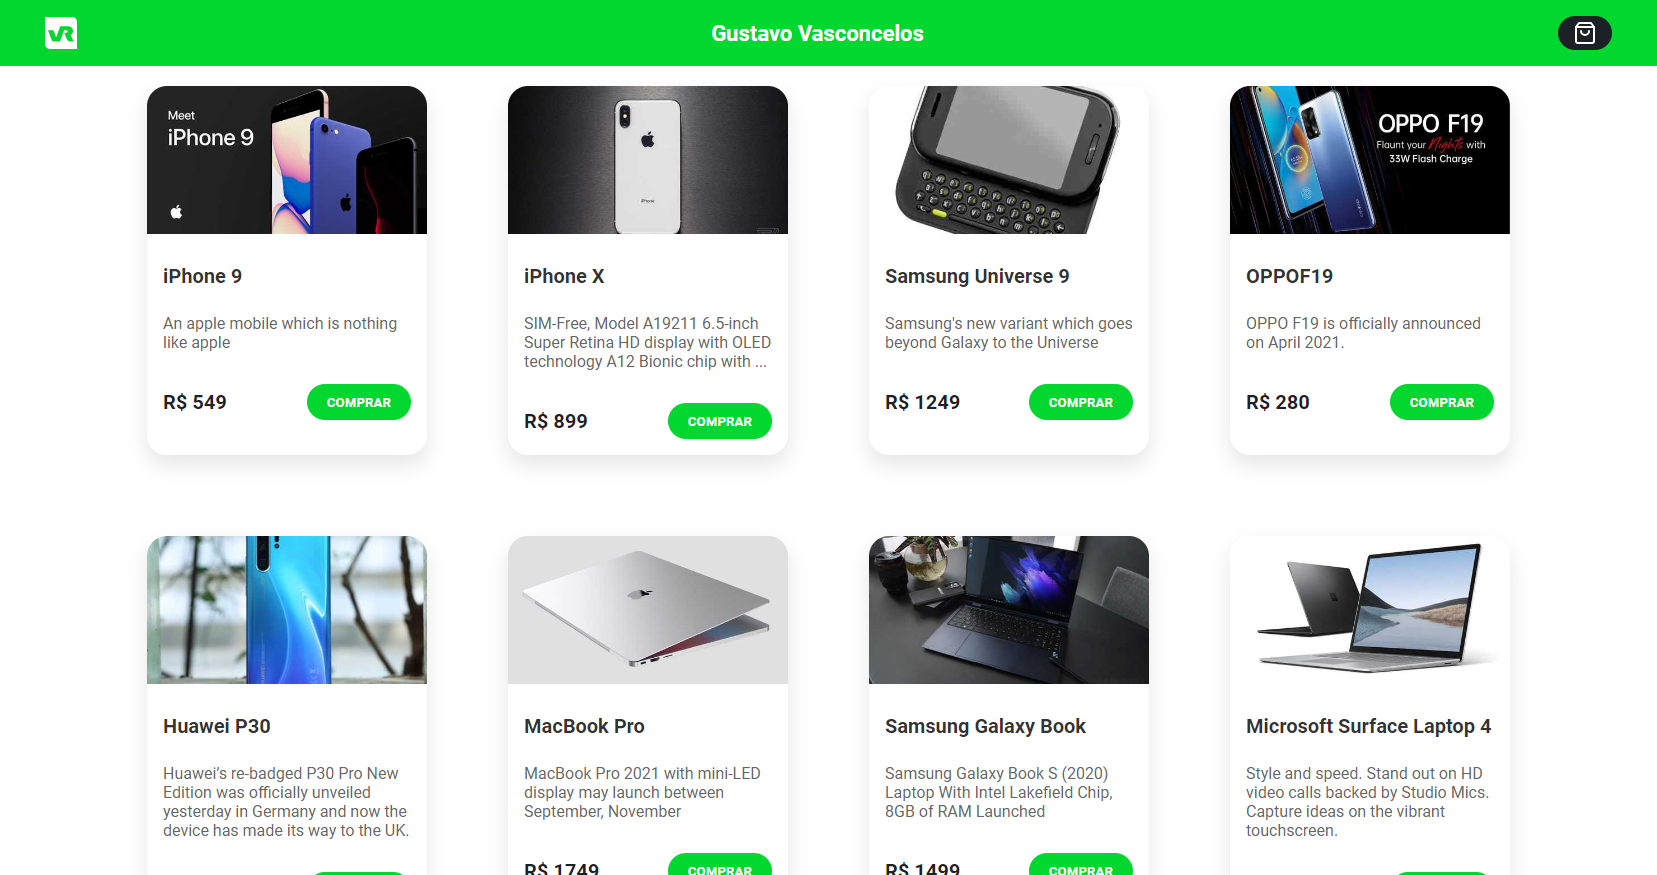 VR
Gustavo Vasconcelos
Meet
iPhone 9
OPPO F19
Flaunt your Nights with
33W Flash Charge
iPhone 9
An apple mobile which is nothing
like apple
R$ 549
COMPRAR
iPhone X
SIM-Free, Model A19211 6.5-inch
Super Retina HD display with OLED
technology A12 Bionic chip with ...
R$ 899
COMPRAR
Samsung Universe 9
Samsung's new variant which goes
beyond Galaxy to the Universe
R$ 1249
COMPRAR
OPPOF19
OPPO F19 is officially announced
on April 2021.
R$ 280
COMPRAR
Huawei P30
Huawei’s re-badged P30 Pro New
Edition was officially unveiled
yesterday in Germany and now the
device has made its way to the UK.
MacBook Pro
MacBook Pro 2021 with mini-LED
display may launch between
September, November
R$ 1749
COMPRAR
Samsung Galaxy Book
Samsung Galaxy Book S (2020)
Laptop With Intel Lakefield Chip,
8GB of RAM Launched
R$ 1499
COMPRAR
Microsoft Surface Laptop 4
Style and speed. Stand out on HD
video calls backed by Studio Mics.
Capture ideas on the vibrant
touchscreen.